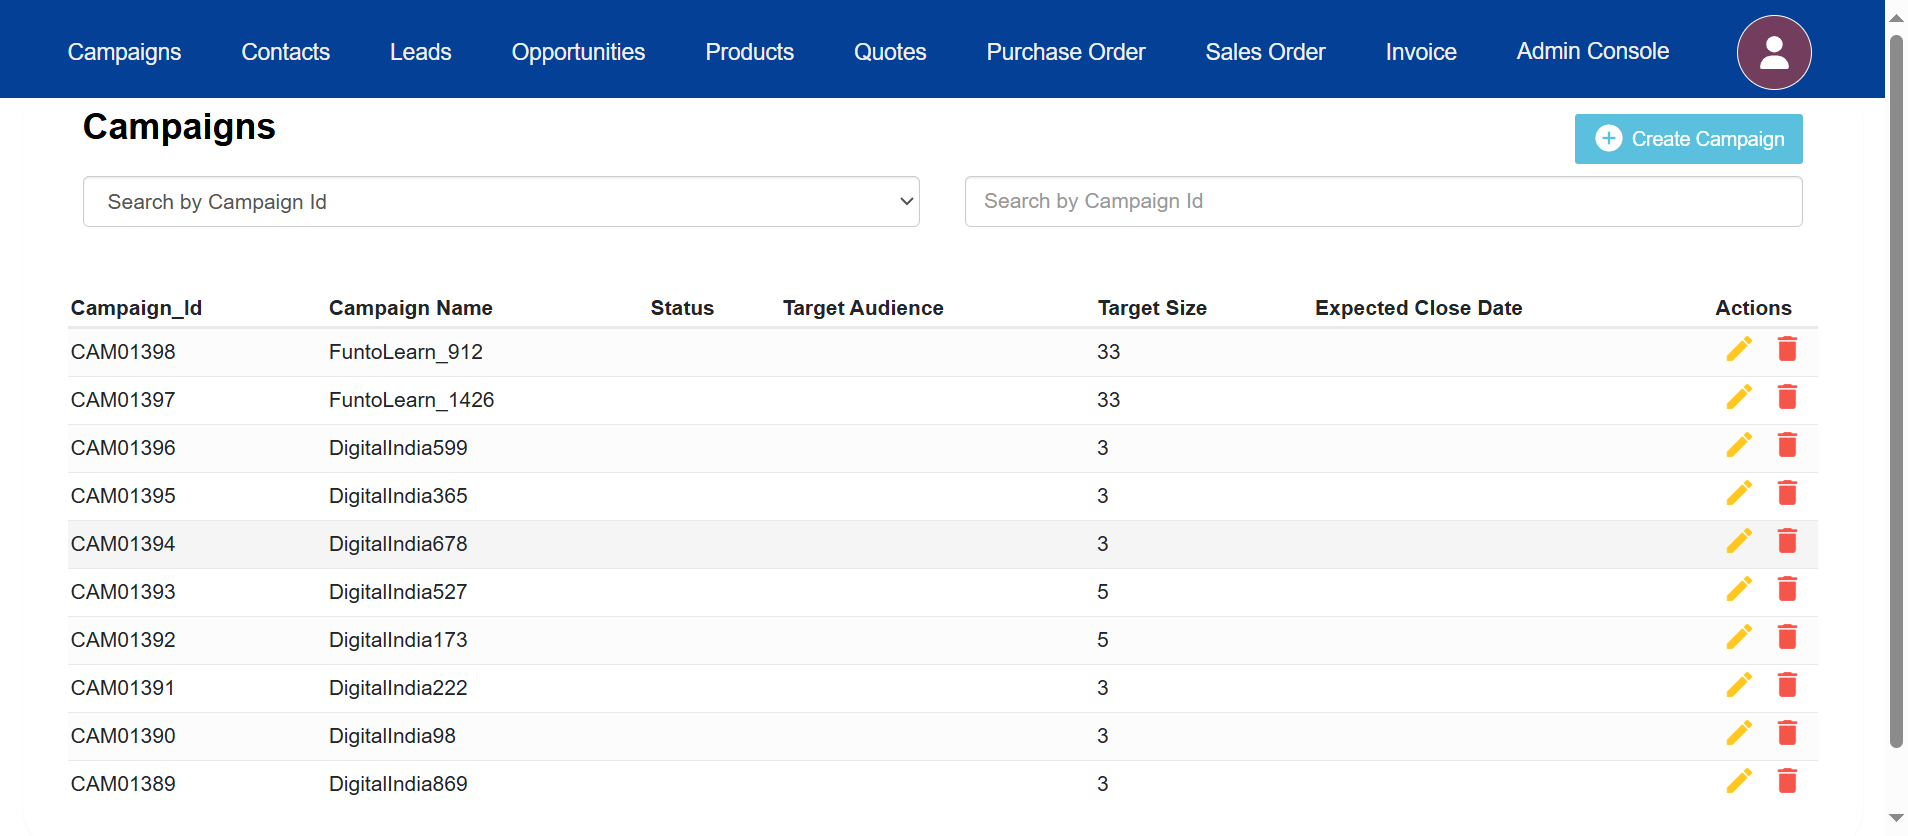 Campaigns Contacts Leads Opportunities Products Quotes Purchase Order Sales Order Invoice Admin Console
Campaigns
Create Campaign
Search by Campaign Id Search by Campaign Id
Campaign_Id Campaign Name Status Target Audience Target Size Expected Close Date Actions
CAM01398 FuntoLearn_912 33
CAM01397 FuntoLearn_1426 33
CAM01396 DigitalIndia599 3
CAM01395 DigitalIndia365 3
CAM01394 DigitalIndia678 3
CAM01393 DigitalIndia527 5
CAM01392 DigitalIndia173 5
CAM01391 DigitalIndia222 3
CAM01390 DigitalIndia98 3
CAM01389 DigitalIndia869 3